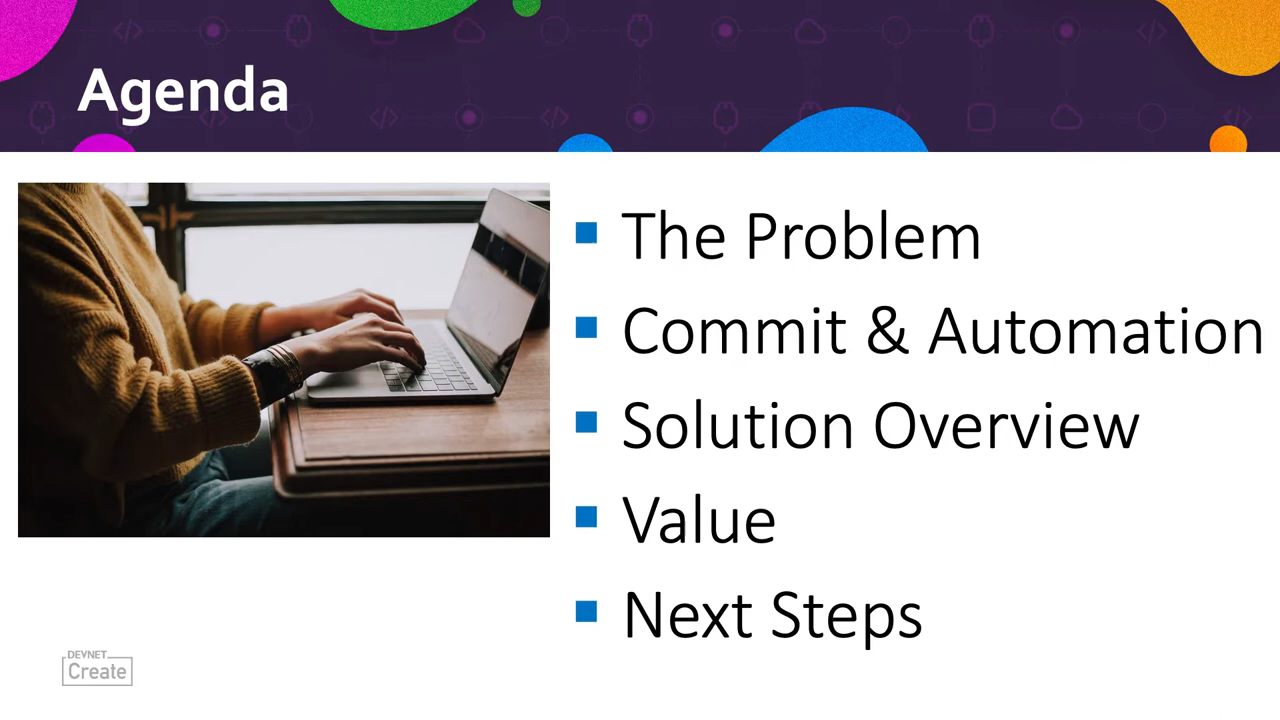 Agenda
The Problem
Commit & Automation
Solution Overview
Value
Next Steps
DEVNET
Create